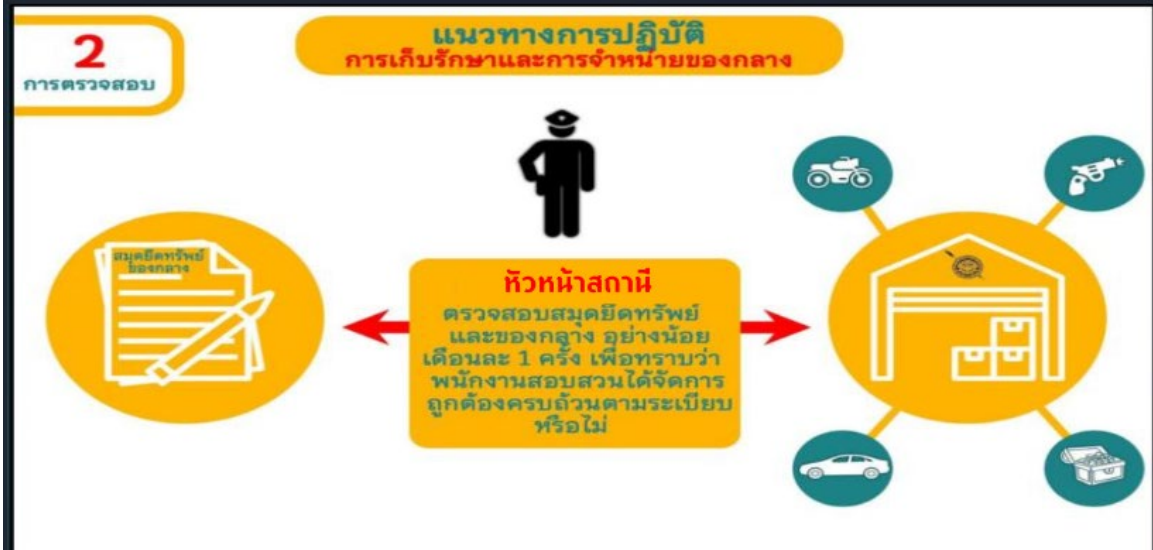 2
การตรวจสอบ
แนวทางการปฏิบัติ
การเก็บรักษาและการจำหน่ายของกลาง
สมุดยึดทรัพย์
ของกลาง
หัวหน้าสถานี
ตรวจสอบสมุดยึดทรัพย์
และของกลาง อย่างน้อย
เดือนละ 1 ครั้ง เพื่อทราบว่า
พนักงานสอบสวนได้จัดการ
ถูกต้องครบถ้วนตามระเบียบ
หรือไม่